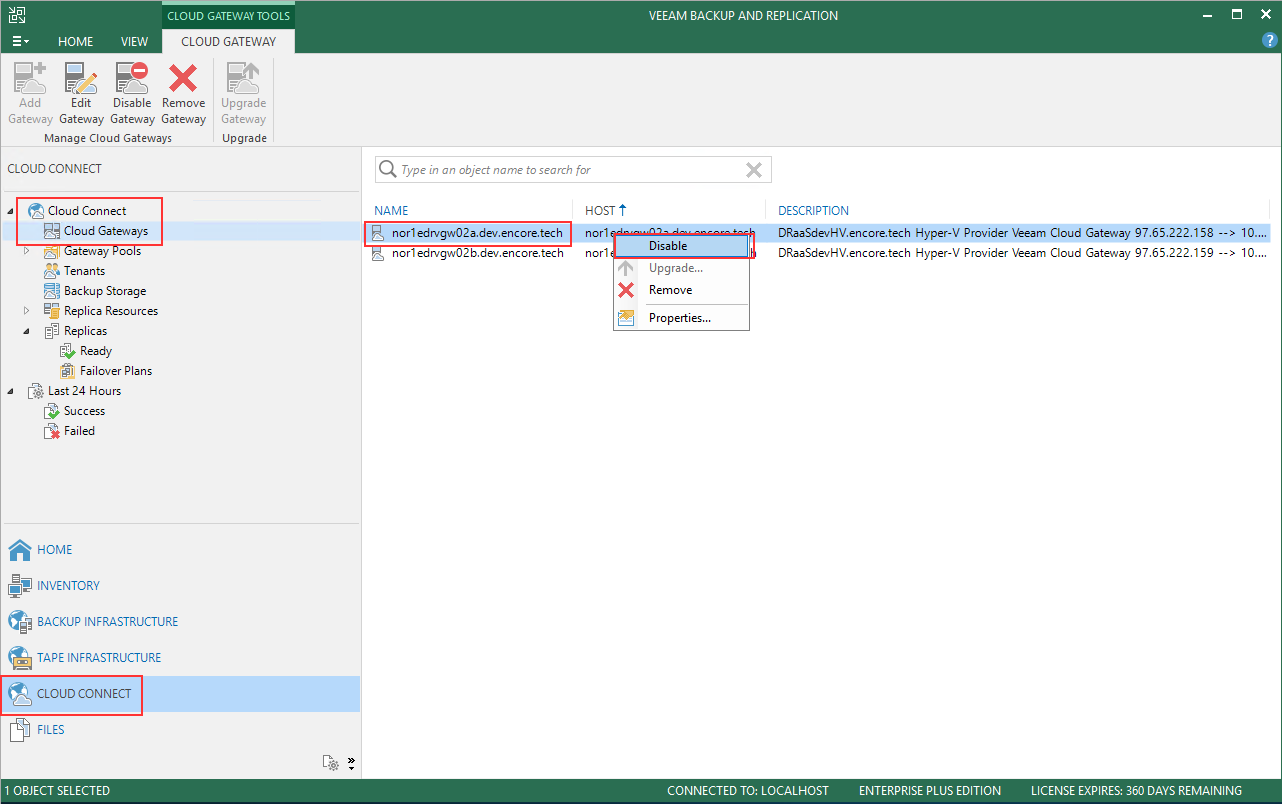 CLOUD GATEWAY TOOLS
VEEAM BACKUP AND REPLICATION
HOME VIEW CLOUD GATEWAY
?
Add Gateway
Edit Gateway
Disable Gateway
Remove Gateway
Upgrade Gateway
Manage Cloud Gateways
Upgrade
CLOUD CONNECT
Cloud Connect
Cloud Gateways
Gateway Pools
Tenants
Backup Storage
Replica Resources
Replicas
Ready
Failover Plans
Last 24 Hours
Success
Failed
HOME
INVENTORY
BACKUP INFRASTRUCTURE
TAPE INFRASTRUCTURE
CLOUD CONNECT
FILES
Type in an object name to search for
NAME HOST DESCRIPTION
nor1edrvgw02a.dev.encore.tech nor1edrvgw02a.dev.encore.tech DRaaSdevHV.encore.tech Hyper-V Provider Veeam Cloud Gateway 97.65.222.158 --> 10....
nor1edrvgw02b.dev.encore.tech nor1e DRaaSdevHV.encore.tech Hyper-V Provider Veeam Cloud Gateway 97.65.222.159 --> 10....
Disable
Upgrade...
Remove
Properties...
1 OBJECT SELECTED
CONNECTED TO: LOCALHOST
ENTERPRISE PLUS EDITION
LICENSE EXPIRES: 360 DAYS REMAINING